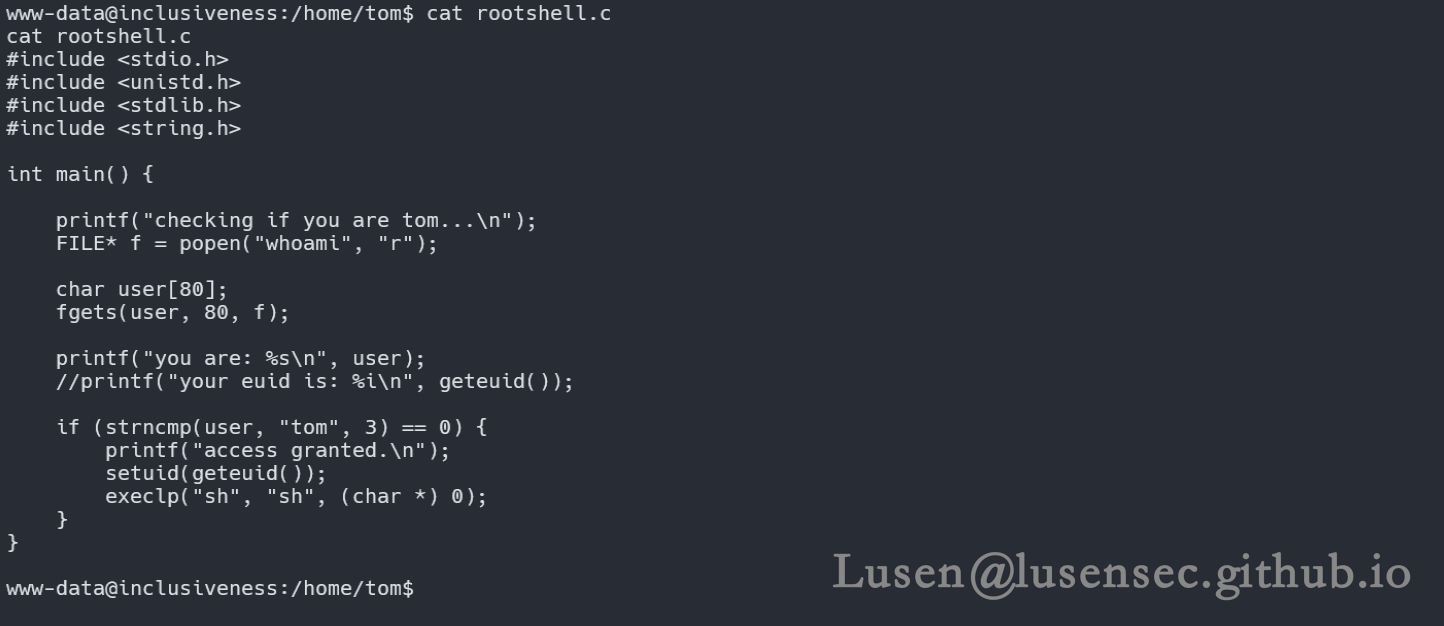 www-data@inclusiveness:/home/tom$ cat rootshell.c
cat rootshell.c
#include <stdio.h>
#include <unistd.h>
#include <stdlib.h>
#include <string.h>
int main() {
    printf("checking if you are tom...\n");
    FILE* f = popen("whoami", "r");
    char user[80];
    fgets(user, 80, f);
    printf("you are: %s\n", user);
    //printf("your euid is: %i\n", geteuid());
    if (strncmp(user, "tom", 3) == 0) {
        printf("access granted.\n");
        setuid(geteuid());
        execlp("sh", "sh", (char *) 0);
    }
}
www-data@inclusiveness:/home/tom$
Lusen@lusensec.github.io